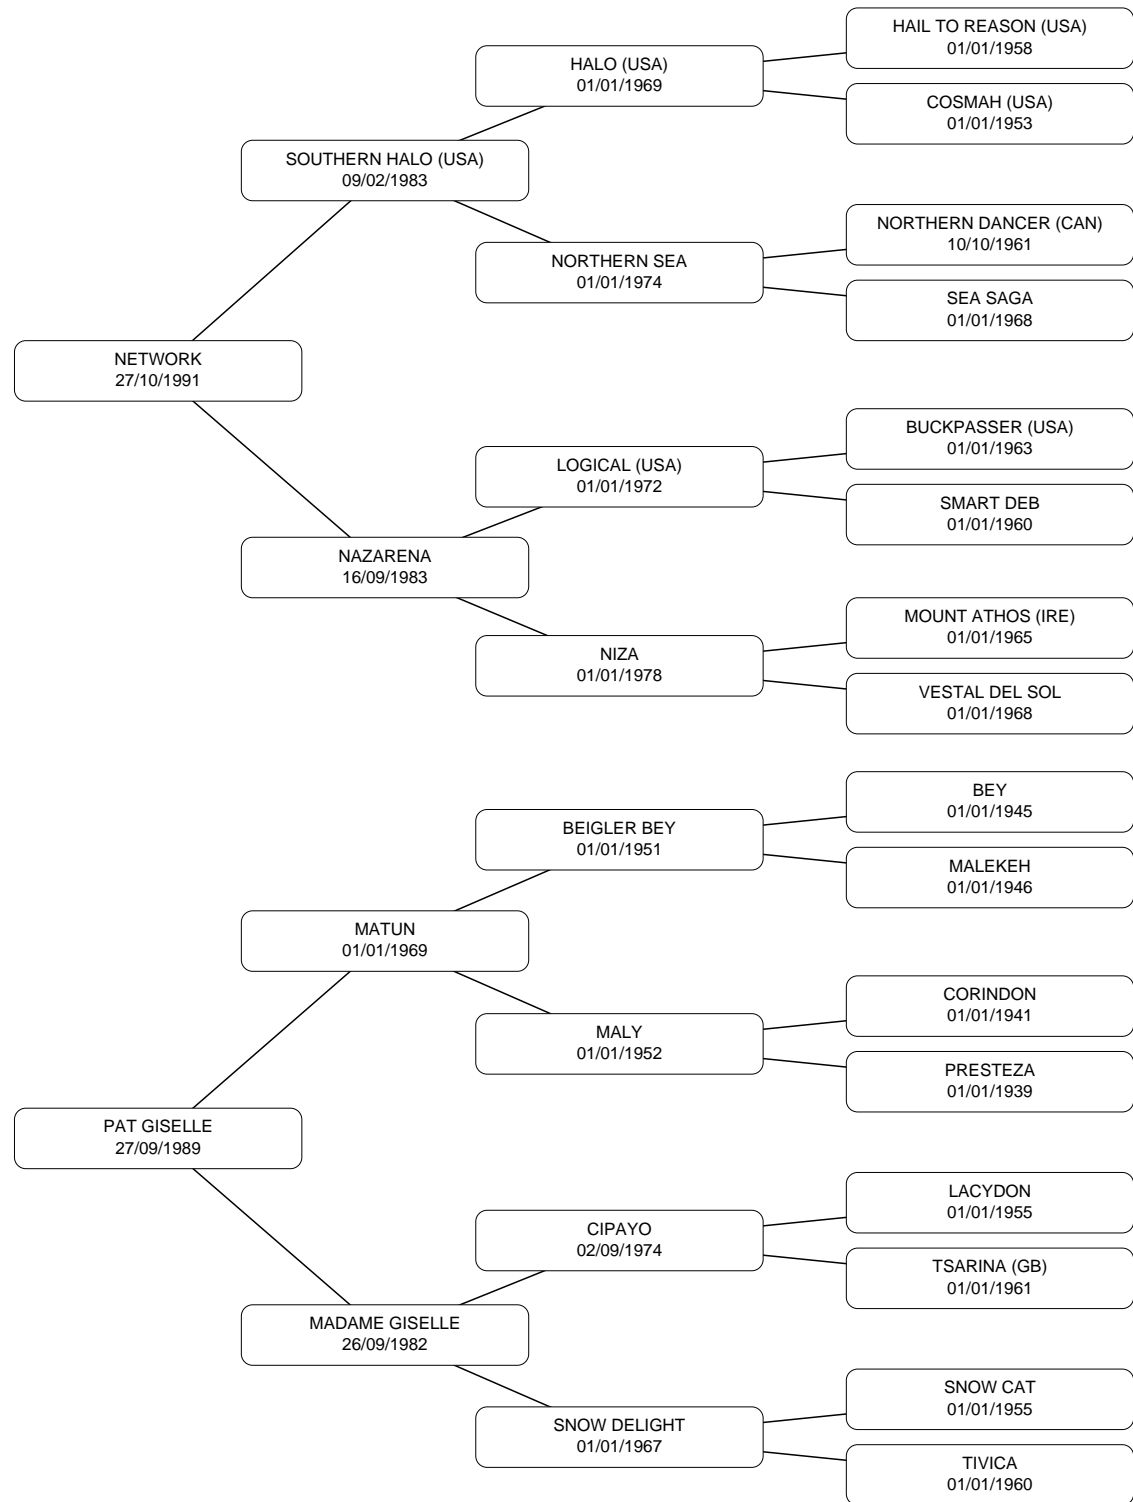 HAIL TO REASON (USA)
01/01/1958
HALO (USA)
01/01/1969
COSMAH (USA)
01/01/1953
SOUTHERN HALO (USA)
09/02/1983
NORTHERN DANCER (CAN)
10/10/1961
NORTHERN SEA
01/01/1974
SEA SAGA
01/01/1968
NETWORK
27/10/1991
BUCKPASSER (USA)
01/01/1963
LOGICAL (USA)
01/01/1972
SMART DEB
01/01/1960
NAZARENA
16/09/1983
MOUNT ATHOS (IRE)
01/01/1965
NIZA
01/01/1978
VESTAL DEL SOL
01/01/1968
BEY
01/01/1945
BEIGLER BEY
01/01/1951
MALEKEH
01/01/1946
MATUN
01/01/1969
CORINDON
01/01/1941
MALY
01/01/1952
PRESTEZA
01/01/1939
PAT GISELLE
27/09/1989
LACYDON
01/01/1955
CIPAYO
02/09/1974
TSARINA (GB)
01/01/1961
MADAME GISELLE
26/09/1982
SNOW CAT
01/01/1955
SNOW DELIGHT
01/01/1967
TIVICA
01/01/1960